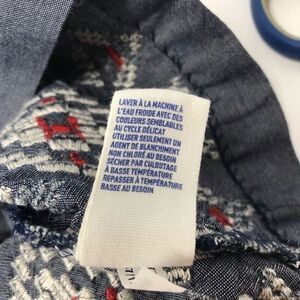 LAVER À LA MACHINE À
L'EAU FROIDE AVEC DES
COULEURS SEMBLABLES
AU CYCLE DÉLICAT
UTILISER SEULEMENT UN
AGENT DE BLANCHIMENT
NON CHLORÉ AU BESOIN
SÉCHER PAR CULBUTAGE
À BASSE TEMPÉRATURE
REPASSER À TEMPÉRATURE
BASSE AU BESOIN